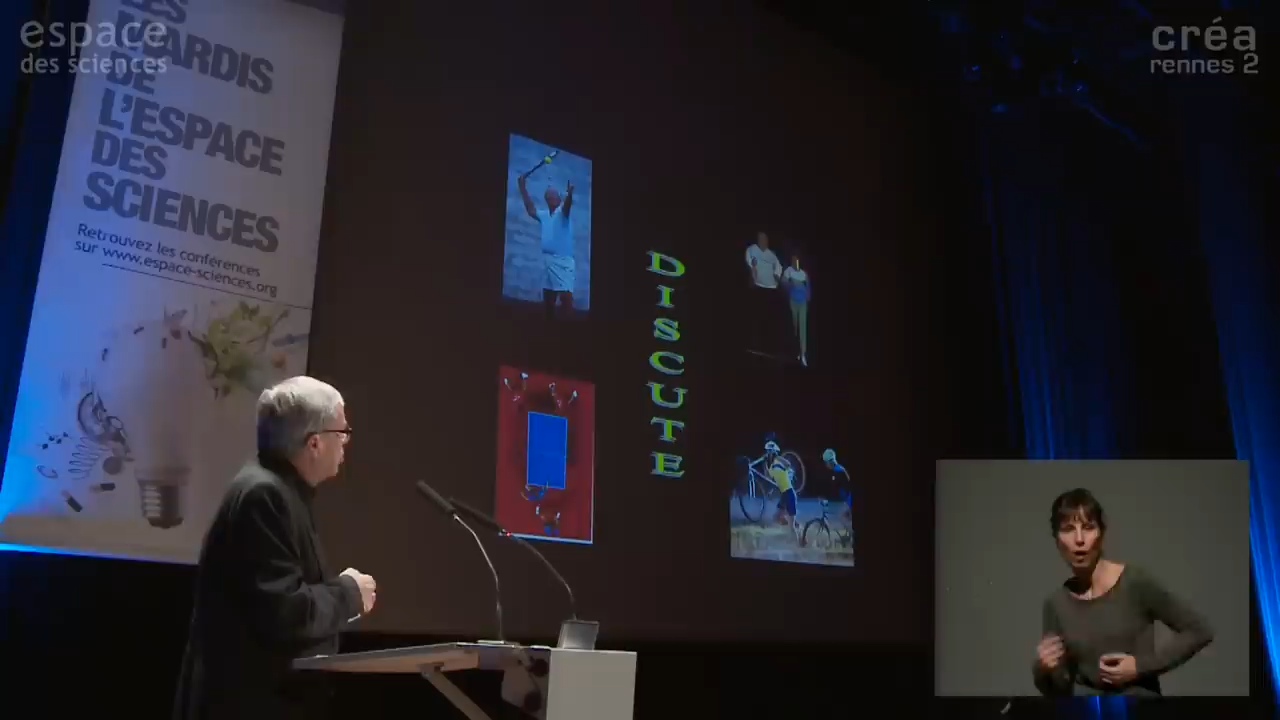 espace
des sciences
créa
rennes 2
MARDIS
DE
L'ESPACE
DES
SCIENCES
Retrouvez les conférences
sur www.espace-sciences.org
DISCUTE